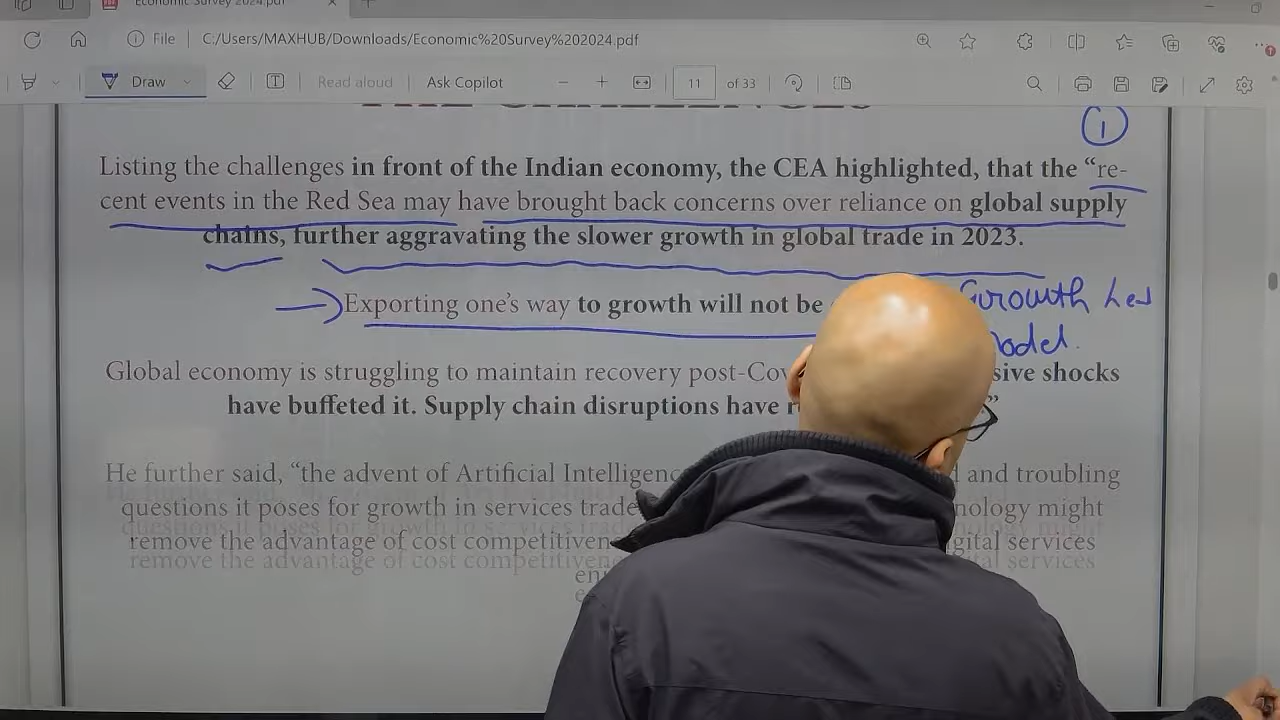 Economic Survey 2024.pdf
File C:/Users/MAXHUB/Downloads/Economic%20Survey%202024.pdf
Draw Read aloud Ask Copilot 11 of 33
THE CHALLENGES
1
Listing the challenges in front of the Indian economy, the CEA highlighted, that the “re-
cent events in the Red Sea may have brought back concerns over reliance on global supply
chains, further aggravating the slower growth in global trade in 2023.
Exporting one’s way to growth will not be Growth Led
Model.
Global economy is struggling to maintain recovery post-Cov sive shocks
have buffeted it. Supply chain disruptions have r ”
He further said, “the advent of Artificial Intelligenc and troubling
questions it poses for growth in services trade nology might
remove the advantage of cost competitiven gital services